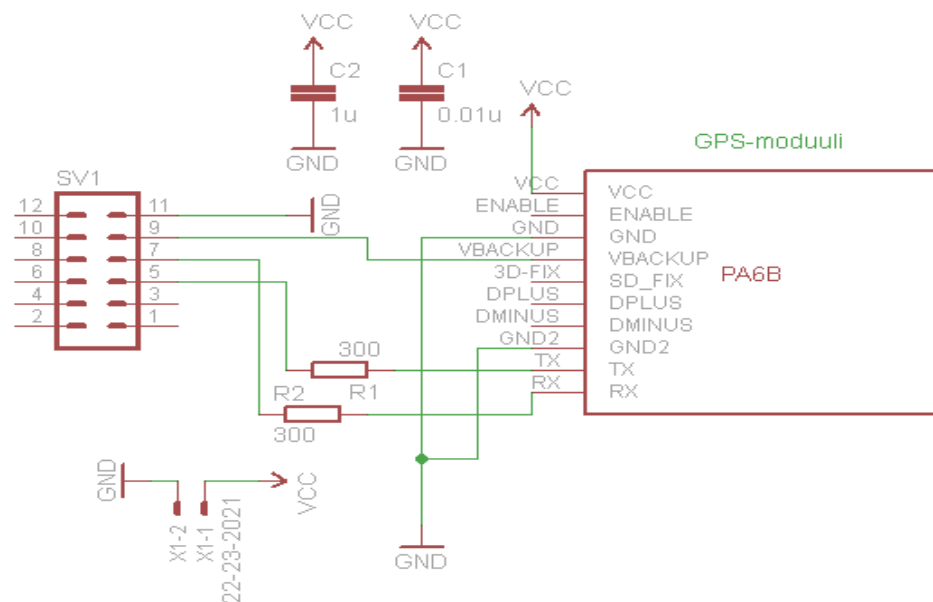 VCC
VCC
C2
C1
1u
0.01u
GND
GND
VCC
GPS-moduuli
SV1
12
11
10
9
8
7
6
5
4
3
2
1
GND
VCC
ENABLE
GND
VBACKUP
3D-FIX
DPLUS
DMINUS
GND2
TX
RX
VCC
ENABLE
GND
VBACKUP
SD_FIX
DPLUS
DMINUS
GND2
TX
RX
PA6B
300
R1
R2
300
GND
X1-2
X1-1
22-23-2021
VCC
GND